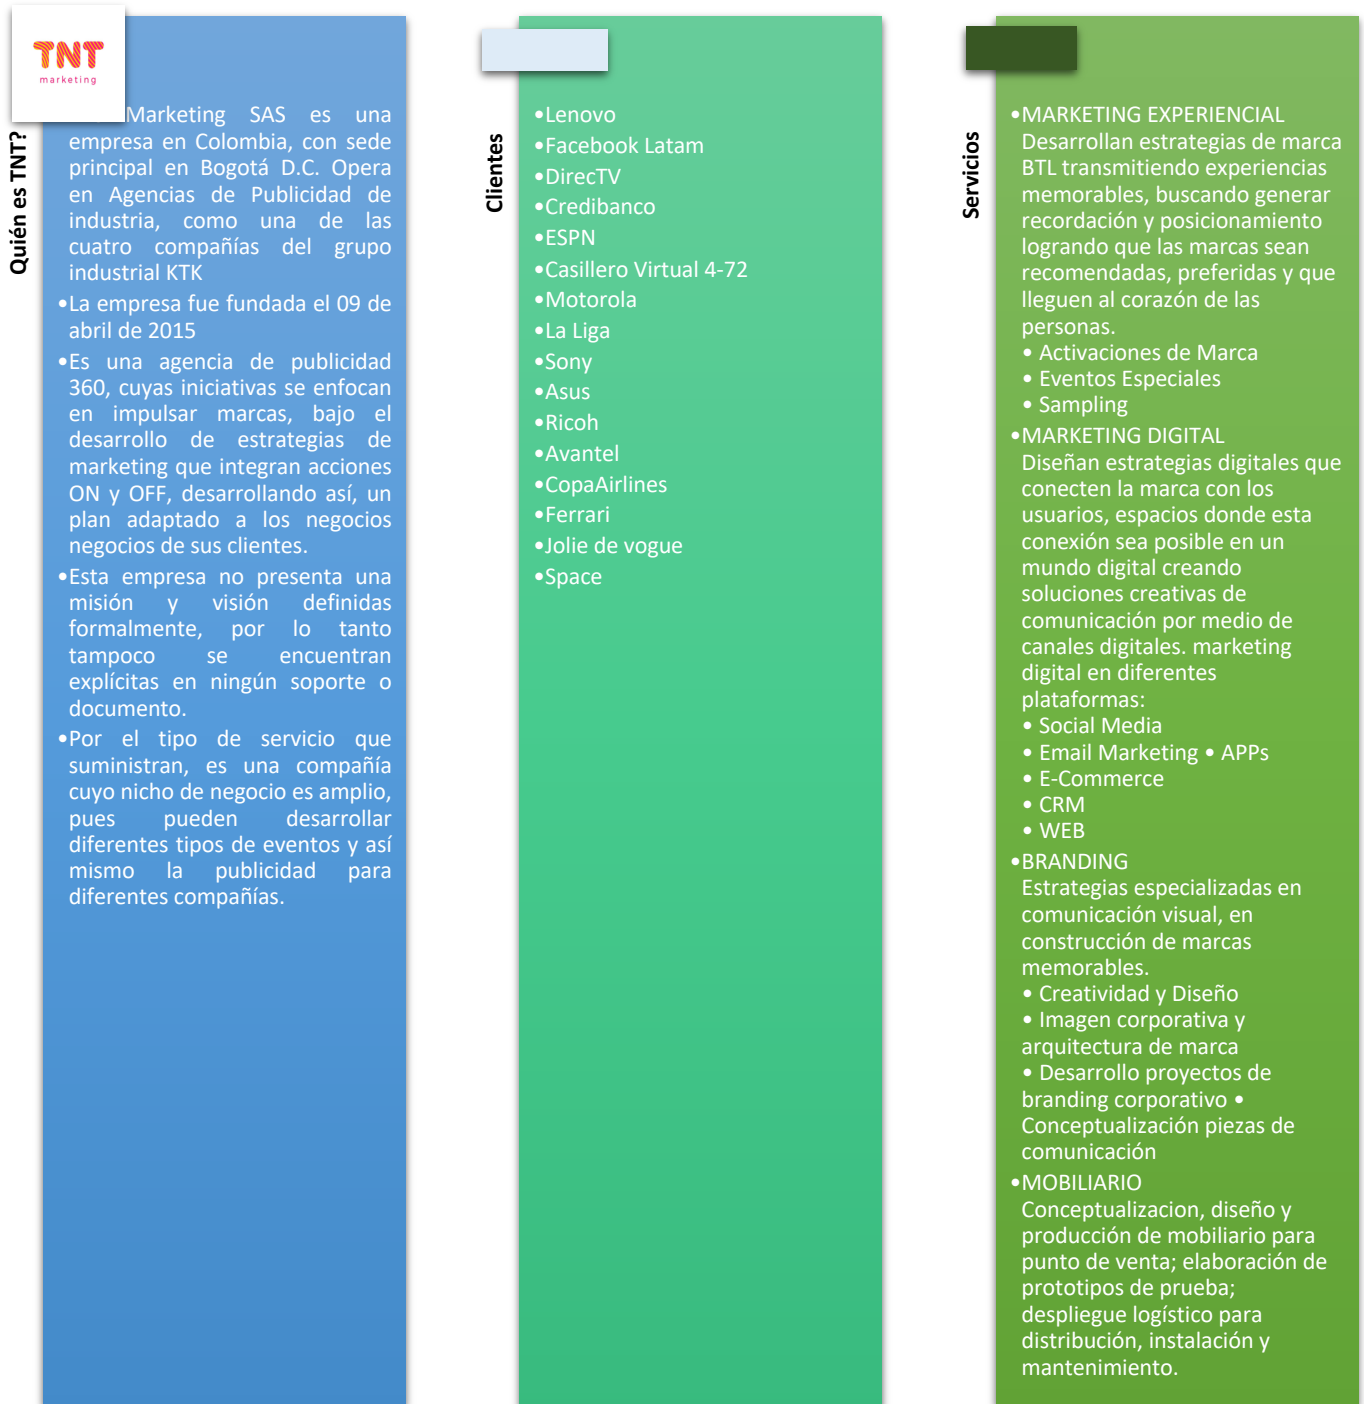 TNT
marketing
Quién es TNT?
Marketing SAS es una
empresa en Colombia, con sede
principal en Bogotá D.C. Opera
en Agencias de Publicidad de
industria, como una de las
cuatro compañías del grupo
industrial KTK
•La empresa fue fundada el 09 de
abril de 2015
•Es una agencia de publicidad
360, cuyas iniciativas se enfocan
en impulsar marcas, bajo el
desarrollo de estrategias de
marketing que integran acciones
ON y OFF, desarrollando así, un
plan adaptado a los negocios
negocios de sus clientes.
•Esta empresa no presenta una
misión y visión definidas
formalmente, por lo tanto
tampoco se encuentran
explícitas en ningún soporte o
documento.
•Por el tipo de servicio que
suministran, es una compañía
cuyo nicho de negocio es amplio,
pues pueden desarrollar
diferentes tipos de eventos y así
mismo la publicidad para
diferentes compañías.
Clientes
•Lenovo
•Facebook Latam
•DirecTV
•Credibanco
•ESPN
•Casillero Virtual 4-72
•Motorola
•La Liga
•Sony
•Asus
•Ricoh
•Avantel
•CopaAirlines
•Ferrari
•Jolie de vogue
•Space
Servicios
•MARKETING EXPERIENCIAL
Desarrollan estrategias de marca
BTL transmitiendo experiencias
memorables, buscando generar
recordación y posicionamiento
logrando que las marcas sean
recomendadas, preferidas y que
lleguen al corazón de las
personas.
• Activaciones de Marca
• Eventos Especiales
• Sampling
•MARKETING DIGITAL
Diseñan estrategias digitales que
conecten la marca con los
usuarios, espacios donde esta
conexión sea posible en un
mundo digital creando
soluciones creativas de
comunicación por medio de
canales digitales. marketing
digital en diferentes
plataformas:
• Social Media
• Email Marketing • APPs
• E-Commerce
• CRM
• WEB
•BRANDING
Estrategias especializadas en
comunicación visual, en
construcción de marcas
memorables.
• Creatividad y Diseño
• Imagen corporativa y
arquitectura de marca
• Desarrollo proyectos de
branding corporativo •
Conceptualización piezas de
comunicación
•MOBILIARIO
Conceptualizacion, diseño y
producción de mobiliario para
punto de venta; elaboración de
prototipos de prueba;
despliegue logístico para
distribución, instalación y
mantenimiento.